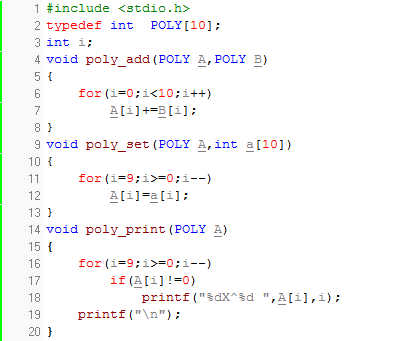 1 #include <stdio.h>
2 typedef int  POLY[10];
3 int i;
4 void poly_add(POLY A,POLY B)
5 {
6     for(i=0;i<10;i++)
7         A[i]+=B[i];
8 }
9 void poly_set(POLY A,int a[10])
10 {
11     for(i=9;i>=0;i--)
12         A[i]=a[i];
13 }
14 void poly_print(POLY A)
15 {
16     for(i=9;i>=0;i--)
17         if(A[i]!=0)
18             printf("%dX^%d ",A[i],i);
19     printf("\n");
20 }